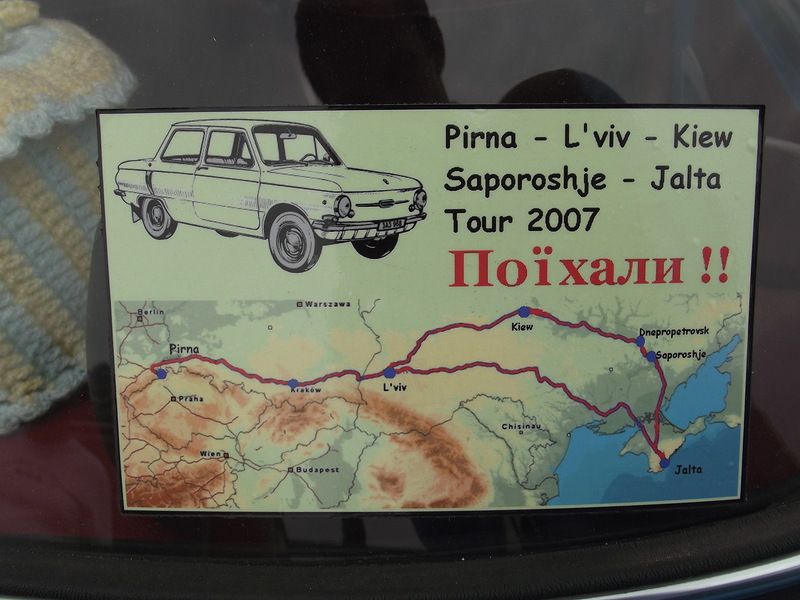 Pirna - L'viv - Kiew
Saporoshje - Jalta
Tour 2007
Поїхали !!
Warszawa
Berlin
Kiew
Dnepropetrovsk
Pirna
Saporoshje
Kraków
L'viv
Praha
Chisinau
Wien
Budapest
Jalta